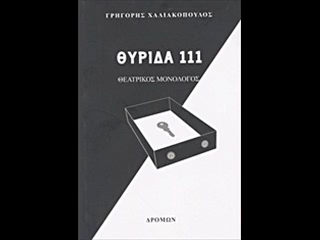 ΓΡΗΓΟΡΗΣ ΧΑΛΙΑΚΟΠΟΥΛΟΣ
ΘΥΡΙΔΑ 111
ΘΕΑΤΡΙΚΟΣ ΜΟΝΟΛΟΓΟΣ
ΔΡΟΜΩΝ